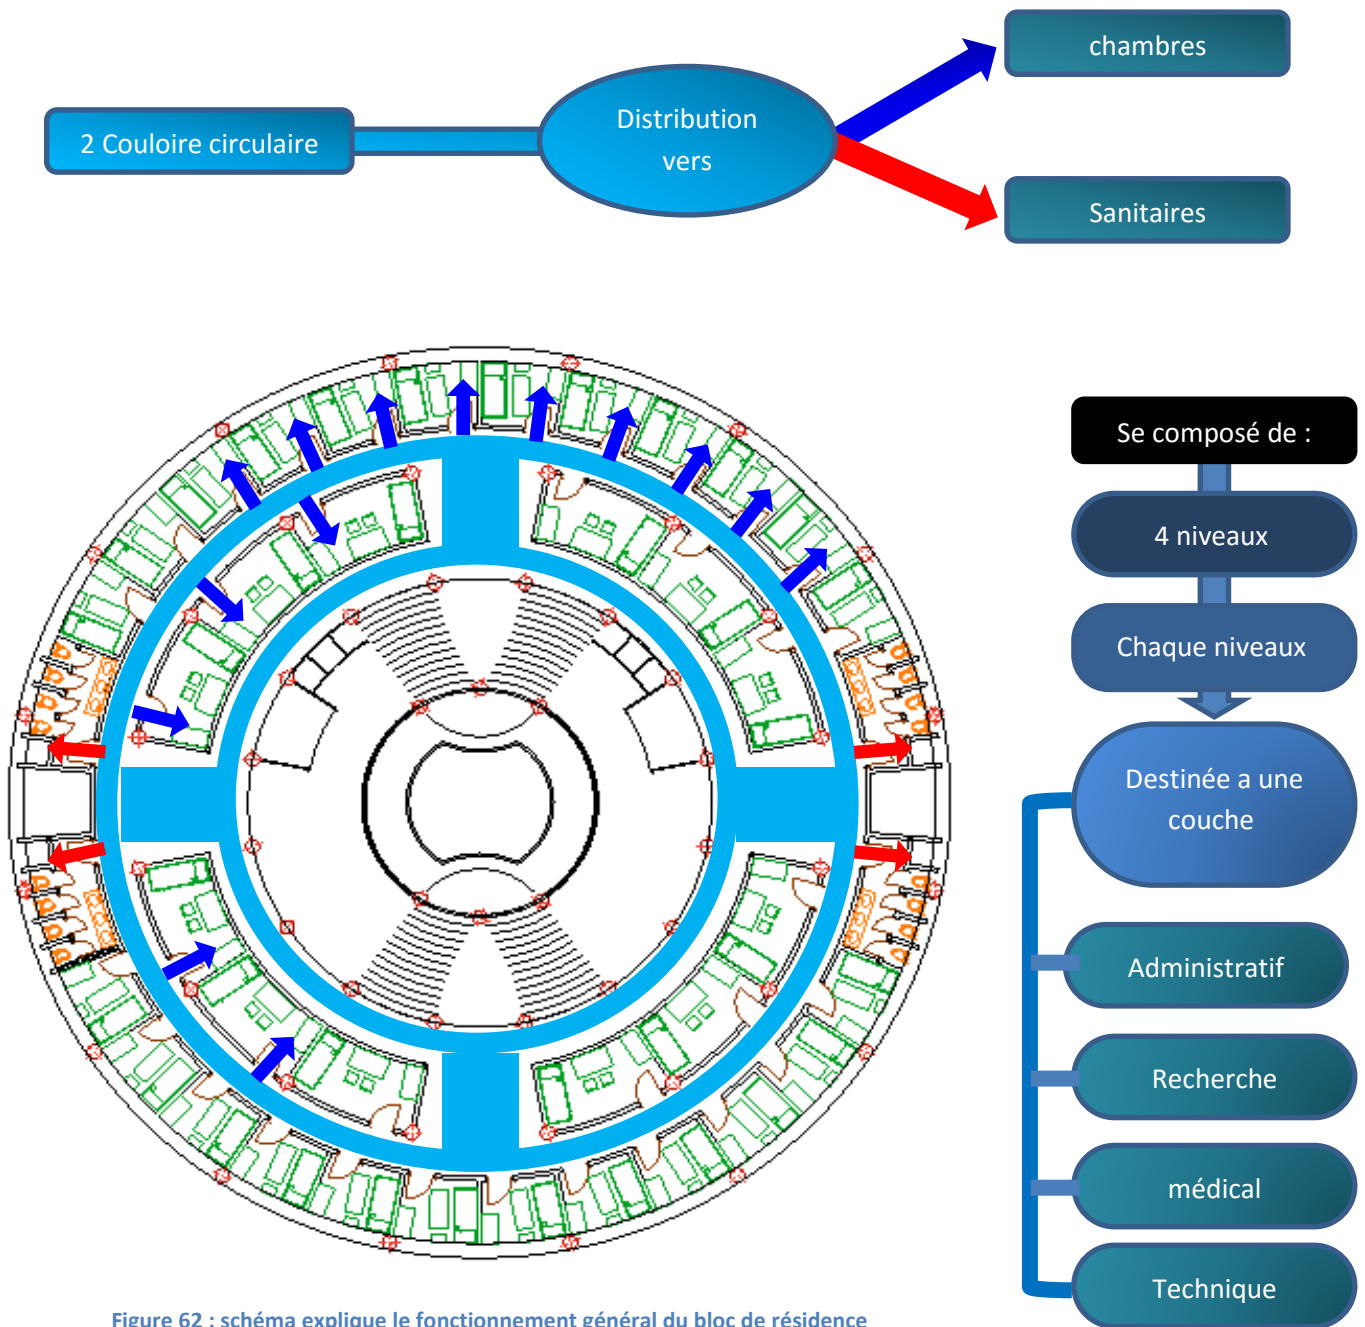 chambres
2 Couloire circulaire
Distribution
vers
Sanitaires
Se composé de :
4 niveaux
Chaque niveaux
Destinée a une
couche
Administratif
Recherche
médical
Technique
Figure 62 : schéma explique le fonctionnement général du bloc de résidence